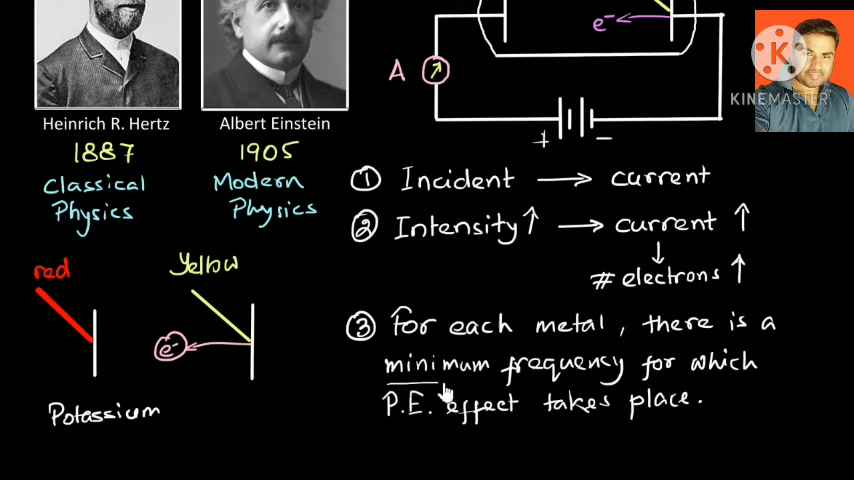 Heinrich R. Hertz
Albert Einstein
1887
1905
Classical
Physics
Modern
Physics
red
Yellow
e-
Potassium
e-
A
+
-
K
KINEMASTER
① Incident → current
② Intensity↑ → current ↑
↓
# electrons ↑
③ For each metal, there is a
minimum frequency for which
P.E. effect takes place.